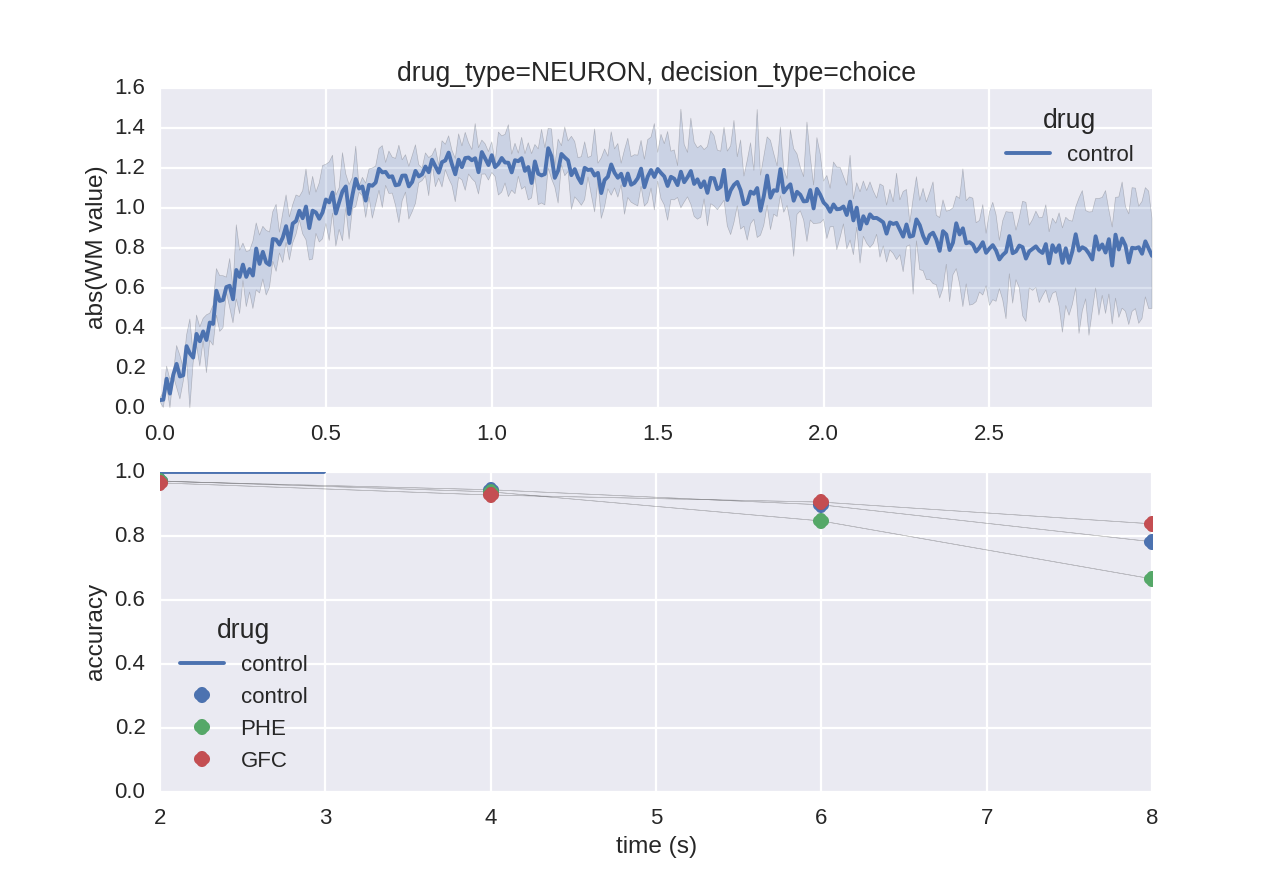 drug_type=NEURON, decision_type=choice
1.6
1.4
1.2
1.0
0.8
0.6
0.4
0.2
0.0
abs(WM value)
drug
control
0.0 0.5 1.0 1.5 2.0 2.5
1.0
0.8
0.6
0.4
0.2
0.0
accuracy
drug
control
control
PHE
GFC
2 3 4 5 6 7 8
time (s)